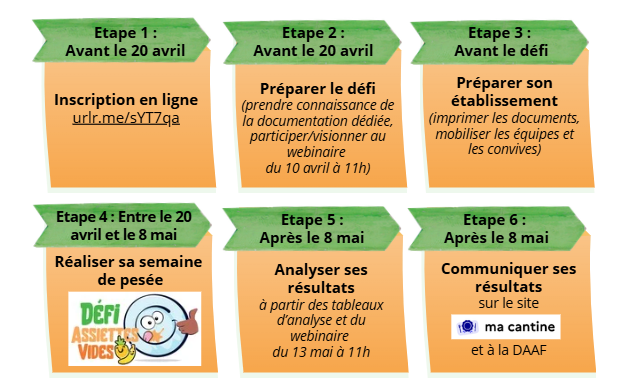 Etape 1 :
Avant le 20 avril
Inscription en ligne
urlr.me/sYT7qa
Etape 2 :
Avant le 20 avril
Préparer le défi
(prendre connaissance de
la documentation dédiée,
participer/visionner au
webinaire
du 10 avril à 11h)
Etape 3 :
Avant le défi
Préparer son
établissement
(imprimer les documents,
mobiliser les équipes et
les convives)
Etape 4 : Entre le 20
avril et le 8 mai
Réaliser sa semaine
de pesée
DÉFI
ASSIETTES
VIDES
Etape 5 :
Après le 8 mai
Analyser ses
résultats
à partir des tableaux
d'analyse et du
webinaire
du 13 mai à 11h
Etape 6 :
Après le 8 mai
Communiquer ses
résultats
sur le site
ma cantine
et à la DAAF